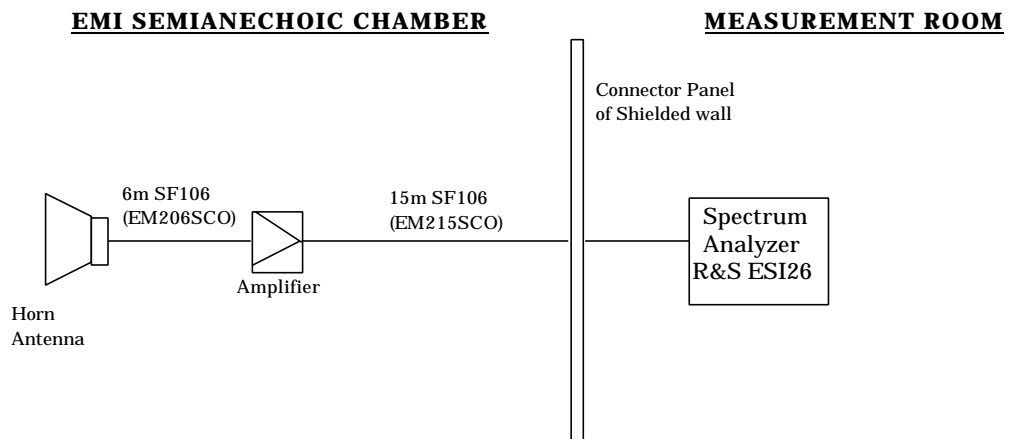 EMI SEMIANECHOIC CHAMBER
MEASUREMENT ROOM
Connector Panel
of Shielded wall
6m SF106
(EM206SCO)
15m SF106
(EM215SCO)
Spectrum
Analyzer
R&S ESI26
Amplifier
Horn
Antenna